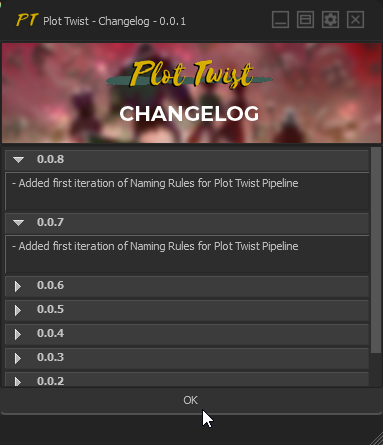 PT Plot Twist - Changelog - 0.0.1
Plot Twist
CHANGELOG
0.0.8
- Added first iteration of Naming Rules for Plot Twist Pipeline
0.0.7
- Added first iteration of Naming Rules for Plot Twist Pipeline
0.0.6
0.0.5
0.0.4
0.0.3
0.0.2
OK